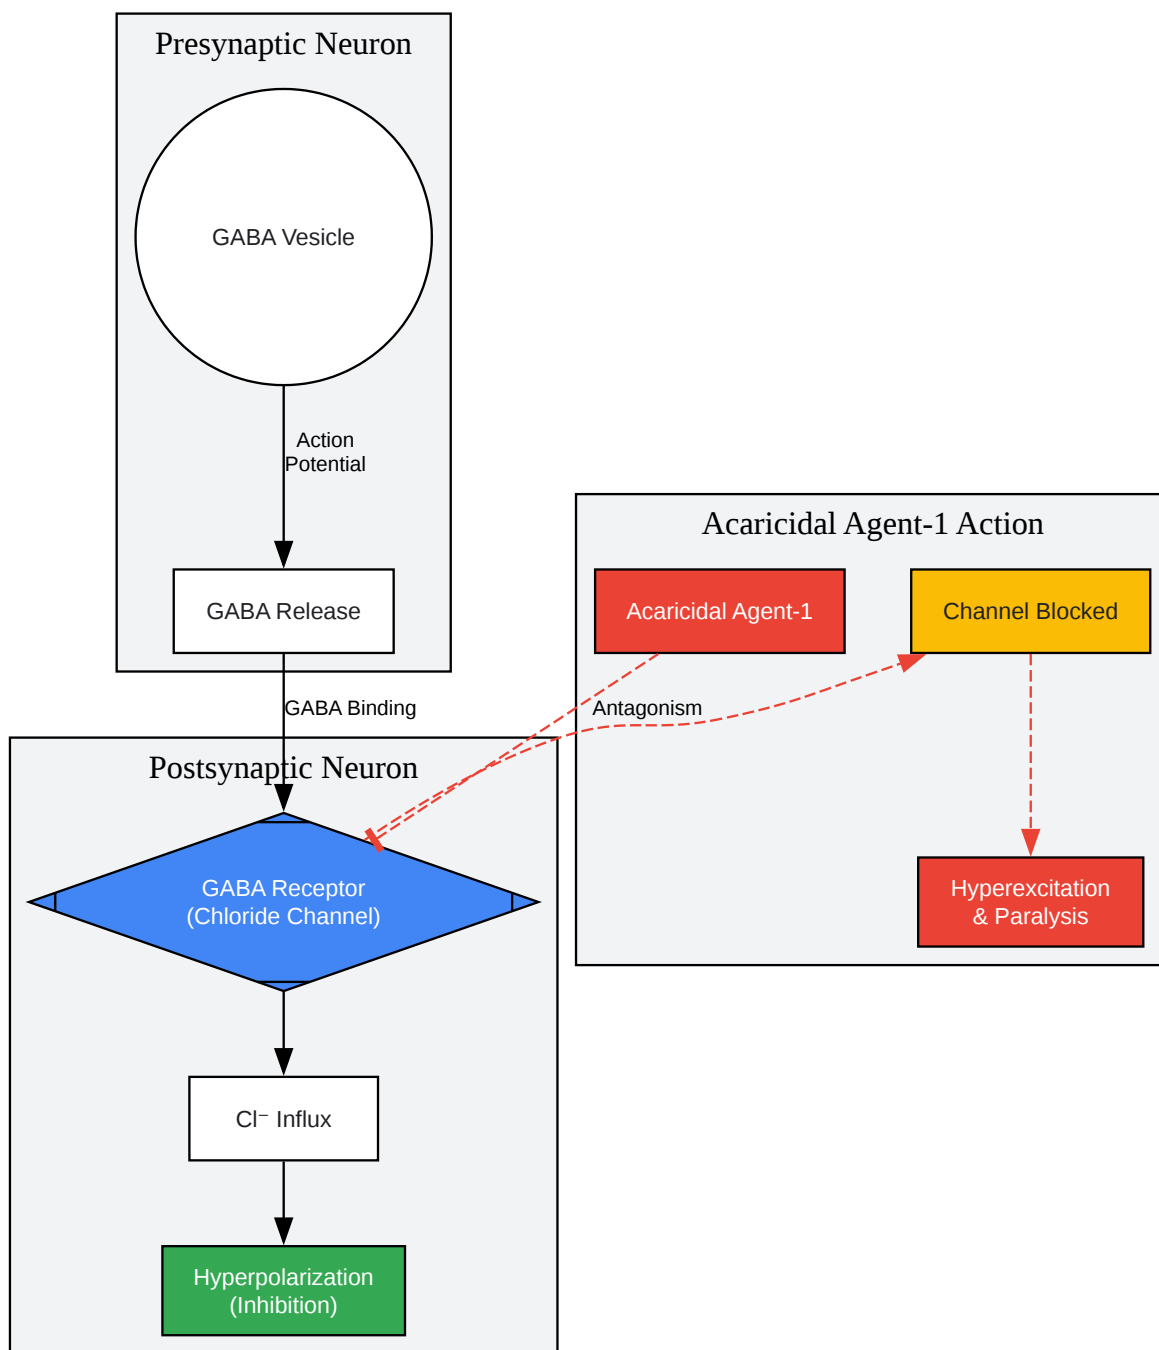 Presynaptic Neuron
GABA Vesicle
Action
Potential
GABA Release
GABA Binding
Postsynaptic Neuron
GABA Receptor
(Chloride Channel)
Cl⁻ Influx
Hyperpolarization
(Inhibition)
Acaricidal Agent-1 Action
Acaricidal Agent-1
Channel Blocked
Antagonism
Hyperexcitation
& Paralysis